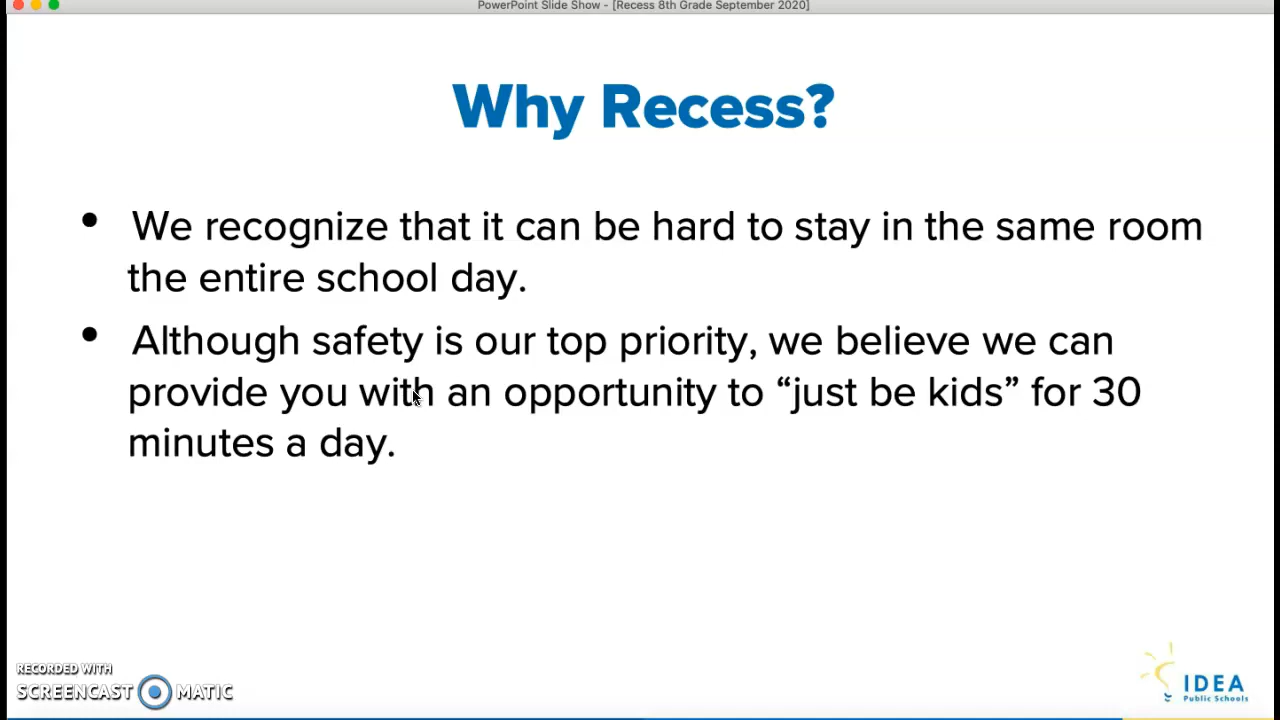 PowerPoint Slide Show - [Recess 8th Grade September 2020]
Why Recess?
• We recognize that it can be hard to stay in the same room
the entire school day.
• Although safety is our top priority, we believe we can
provide you with an opportunity to “just be kids” for 30
minutes a day.
RECORDED WITH
SCREENCAST MATIC
IDEA
Public Schools